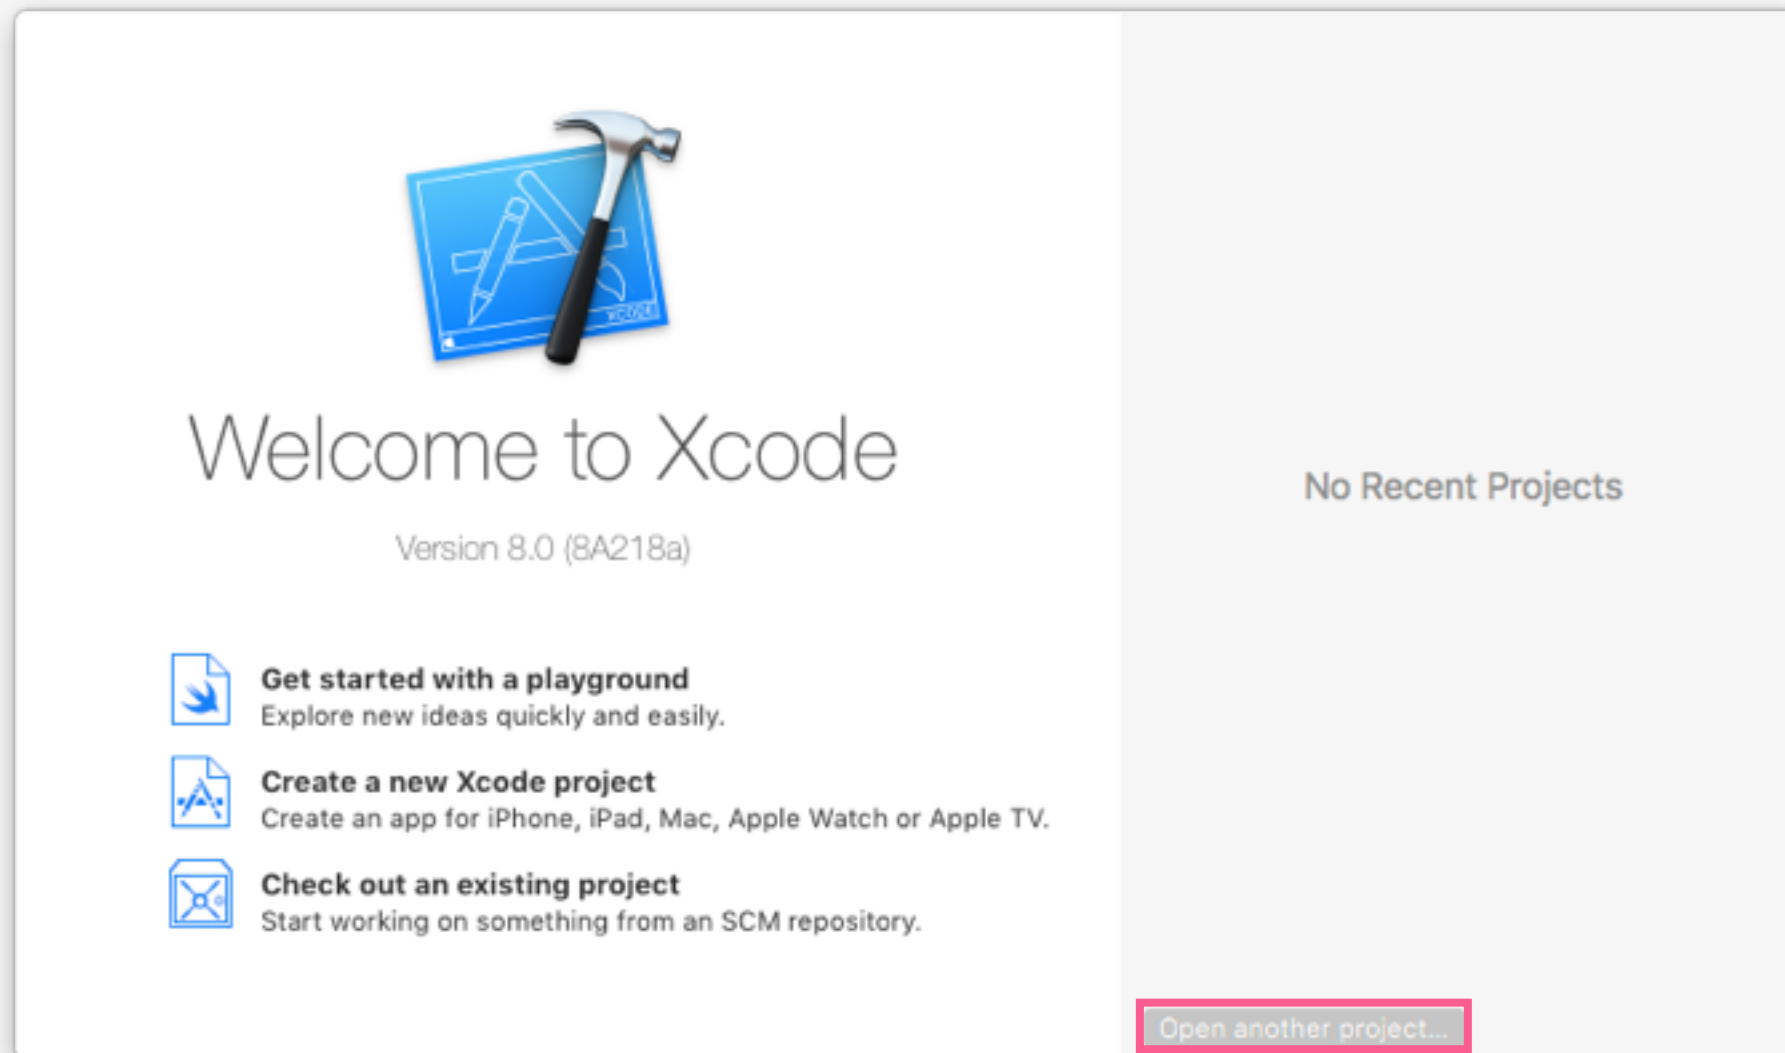 XCODE
Welcome to Xcode
Version 8.0 (8A218a)
Get started with a playground
Explore new ideas quickly and easily.
Create a new Xcode project
Create an app for iPhone, iPad, Mac, Apple Watch or Apple TV.
Check out an existing project
Start working on something from an SCM repository.
No Recent Projects
Open another project...